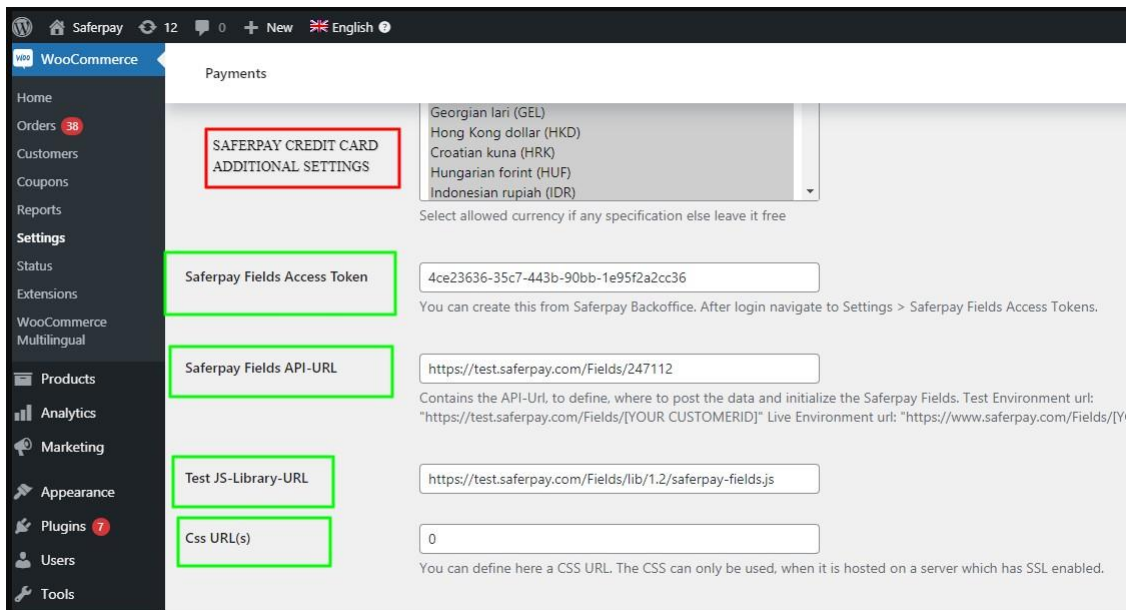 Saferpay 12 0 + New English
WooCommerce
Payments
Home
Orders 38
Customers
Coupons
Reports
Settings
Status
Extensions
WooCommerce
Multilingual
Products
Analytics
Marketing
Appearance
Plugins 7
Users
Tools
Georgian lari (GEL)
Hong Kong dollar (HKD)
Croatian kuna (HRK)
Hungarian forint (HUF)
Indonesian rupiah (IDR)
SAFERPAY CREDIT CARD
ADDITIONAL SETTINGS
Select allowed currency if any specification else leave it free
Saferpay Fields Access Token
4ce23636-35c7-443b-90bb-1e95f2a2cc36
You can create this from Saferpay Backoffice. After login navigate to Settings > Saferpay Fields Access Tokens.
Saferpay Fields API-URL
https://test.saferpay.com/Fields/247112
Contains the API-Url, to define, where to post the data and initialize the Saferpay Fields. Test Environment url:
"https://test.saferpay.com/Fields/[YOUR CUSTOMERID]" Live Environment url: "https://www.saferpay.com/Fields/[Y
Test JS-Library-URL
https://test.saferpay.com/Fields/lib/1.2/saferpay-fields.js
Css URL(s)
0
You can define here a CSS URL. The CSS can only be used, when it is hosted on a server which has SSL enabled.